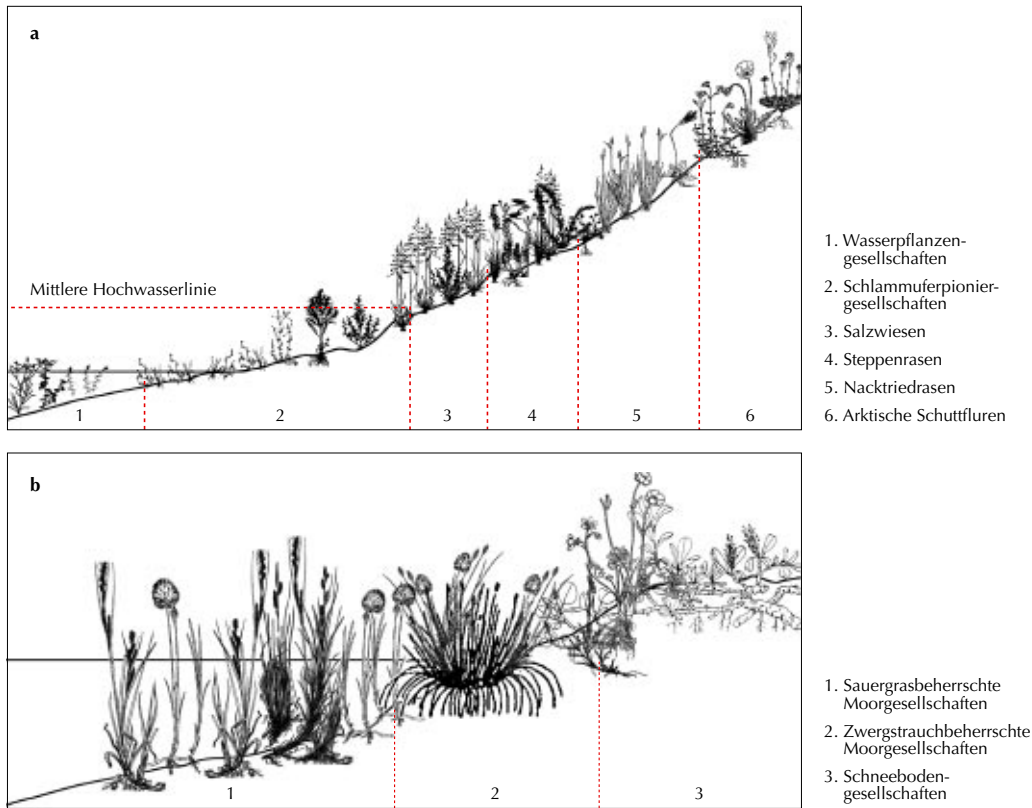 a
Mittlere Hochwasserlinie
1
2
3
4
5
6
1. Wasserpflanzen-
gesellschaften
2. Schlammuferpionier-
gesellschaften
3. Salzwiesen
4. Steppenrasen
5. Nacktriedrasen
6. Arktische Schuttfluren
b
1
2
3
1. Sauergrasbeherrschte
Moorgesellschaften
2. Zwergstrauchbeherrschte
Moorgesellschaften
3. Schneeboden-
gesellschaften